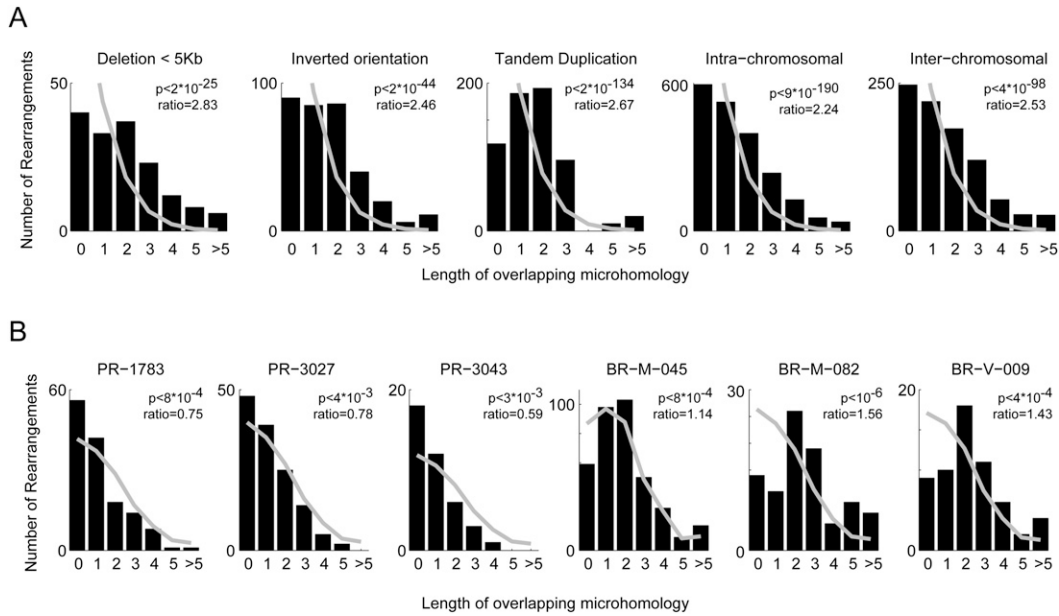 A
Deletion < 5Kb
50
0
p<2*10^-25
ratio=2.83
0 1 2 3 4 5 >5
Inverted orientation
100
0
p<2*10^-44
ratio=2.46
0 1 2 3 4 5 >5
Tandem Duplication
200
0
p<2*10^-134
ratio=2.67
0 1 2 3 4 5 >5
Intra-chromosomal
600
0
p<9*10^-190
ratio=2.24
0 1 2 3 4 5 >5
Inter-chromosomal
250
0
p<4*10^-98
ratio=2.53
0 1 2 3 4 5 >5
Number of Rearrangements
Length of overlapping microhomology
B
PR-1783
60
0
p<8*10^-4
ratio=0.75
0 1 2 3 4 5 >5
PR-3027
50
0
p<4*10^-3
ratio=0.78
0 1 2 3 4 5 >5
PR-3043
20
0
p<3*10^-3
ratio=0.59
0 1 2 3 4 5 >5
BR-M-045
100
0
p<8*10^-4
ratio=1.14
0 1 2 3 4 5 >5
BR-M-082
30
0
p<10^-6
ratio=1.56
0 1 2 3 4 5 >5
BR-V-009
20
0
p<4*10^-4
ratio=1.43
0 1 2 3 4 5 >5
Number of Rearrangements
Length of overlapping microhomology